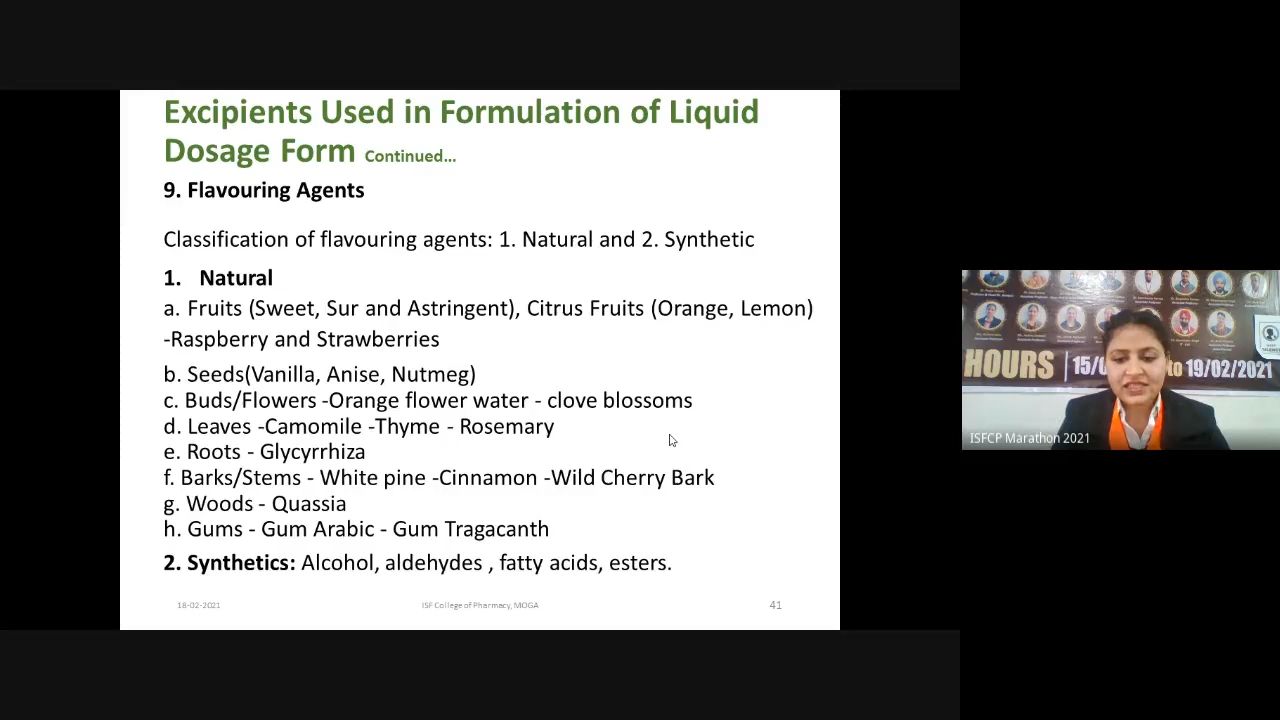 Excipients Used in Formulation of Liquid
Dosage Form Continued...
9. Flavouring Agents
Classification of flavouring agents: 1. Natural and 2. Synthetic
1. Natural
a. Fruits (Sweet, Sur and Astringent), Citrus Fruits (Orange, Lemon)
-Raspberry and Strawberries
b. Seeds(Vanilla, Anise, Nutmeg)
c. Buds/Flowers -Orange flower water - clove blossoms
d. Leaves -Camomile -Thyme - Rosemary
e. Roots - Glycyrrhiza
f. Barks/Stems - White pine -Cinnamon -Wild Cherry Bark
g. Woods - Quassia
h. Gums - Gum Arabic - Gum Tragacanth
2. Synthetics: Alcohol, aldehydes , fatty acids, esters.
18-02-2021
ISF College of Pharmacy, MOGA
41
HOURS
15/0
to 19/02/2021
ISFCP Marathon 2021